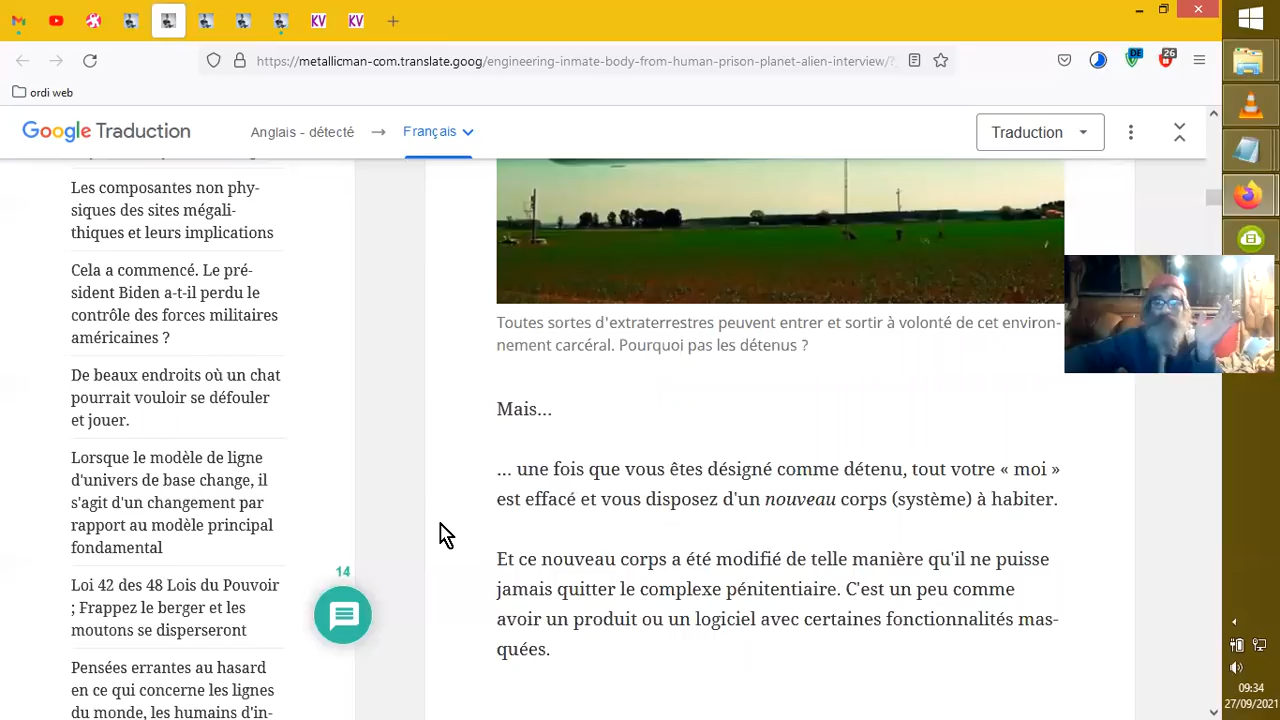 KV
KV
https://metallicman-com.translate.goog/engineering-inmate-body-from-human-prison-planet-alien-interview/?
DE
26
ordi web
Google Traduction
Anglais - détecté
Français
Traduction
Les composantes non phy-
siques des sites mégali-
thiques et leurs implications
Cela a commencé. Le pré-
sident Biden a-t-il perdu le
contrôle des forces militaires
américaines ?
De beaux endroits où un chat
pourrait vouloir se défouler
et jouer.
Lorsque le modèle de ligne
d'univers de base change, il
s'agit d'un changement par
rapport au modèle principal
fondamental
Loi 42 des 48 Lois du Pouvoir
; Frappez le berger et les
moutons se disperseront
Pensées errantes au hasard
en ce qui concerne les lignes
du monde, les humains d'in-
14
Toutes sortes d'extraterrestres peuvent entrer et sortir à volonté de cet environ-
nement carcéral. Pourquoi pas les détenus ?
Mais...
... une fois que vous êtes désigné comme détenu, tout votre « moi »
est effacé et vous disposez d'un nouveau corps (système) à habiter.
Et ce nouveau corps a été modifié de telle manière qu'il ne puisse
jamais quitter le complexe pénitentiaire. C'est un peu comme
avoir un produit ou un logiciel avec certaines fonctionnalités mas-
quées.
09:34
27/09/2021